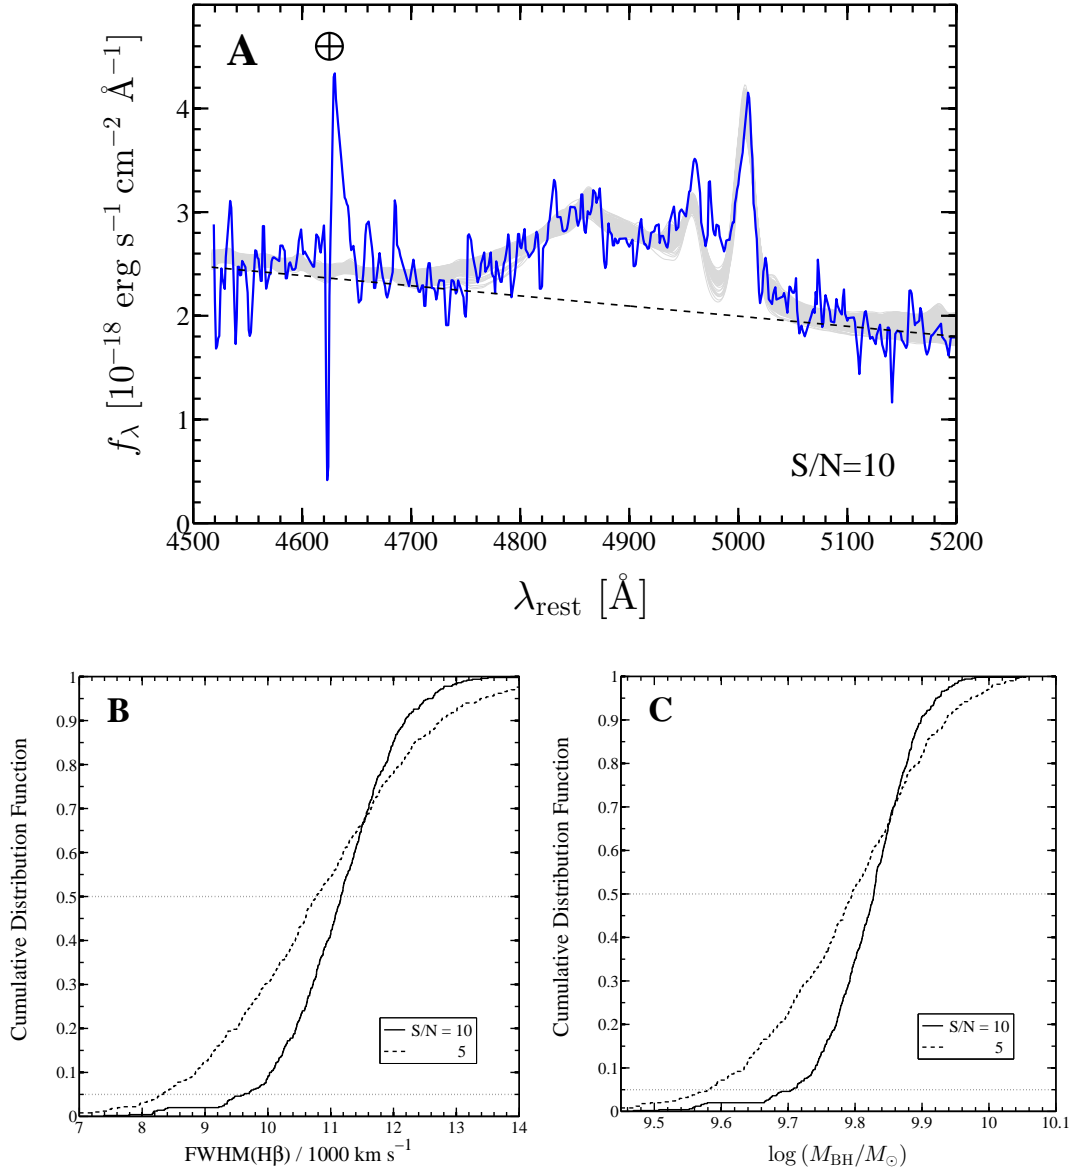 A
⊕
f_λ [10⁻¹⁸ erg s⁻¹ cm⁻² Å⁻¹]
4
3
2
1
0
S/N=10
4500 4600 4700 4800 4900 5000 5100 5200
λ_rest [Å]
B
Cumulative Distribution Function
1
0.9
0.8
0.7
0.6
0.5
0.4
0.3
0.2
0.1
0
S/N = 10
5
7 8 9 10 11 12 13 14
FWHM(Hβ) / 1000 km s⁻¹
C
Cumulative Distribution Function
1
0.9
0.8
0.7
0.6
0.5
0.4
0.3
0.2
0.1
0
S/N = 10
5
9.5 9.6 9.7 9.8 9.9 10 10.1
log (M_BH/M_⊙)